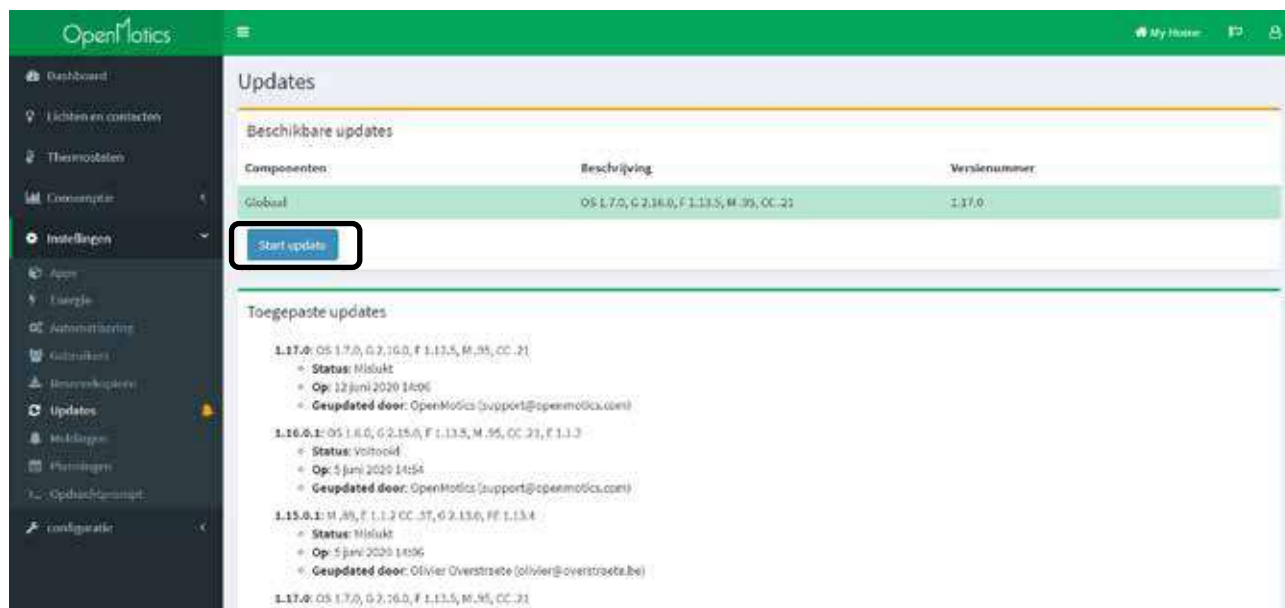 OpenMotics
My Home
Dashboard
Lichten en contacten
Thermostaten
Consumptie
Instellingen
Apps
Energie
Automatisering
Gebruikers
Reservekopieën
Updates
Meldingen
Planningen
Opdrachtprompt
configuratie
Updates
Beschikbare updates
Componenten Beschrijving Versienummer
Globaal OS 1.7.0, G 2.16.0, F 1.13.5, M .95, CC .21 1.17.0
Start update
Toegepaste updates
1.17.0: OS 1.7.0, G 2.16.0, F 1.13.5, M .95, CC .21
Status: Mislukt
Op: 12 juni 2020 14:06
Geupdated door: OpenMotics (support@openmotics.com)
1.16.0.1: OS 1.6.0, G 2.15.0, F 1.13.5, M .95, CC .21, E 1.1.2
Status: Voltooid
Op: 5 juni 2020 14:54
Geupdated door: OpenMotics (support@openmotics.com)
1.15.0.1: M .89, E 1.1.2 CC .37, G 2.13.0, FE 1.13.4
Status: Mislukt
Op: 5 juni 2020 14:06
Geupdated door: Olivier Overstraete (olivier@overstraete.be)
1.17.0: OS 1.7.0, G 2.16.0, F 1.13.5, M .95, CC .21